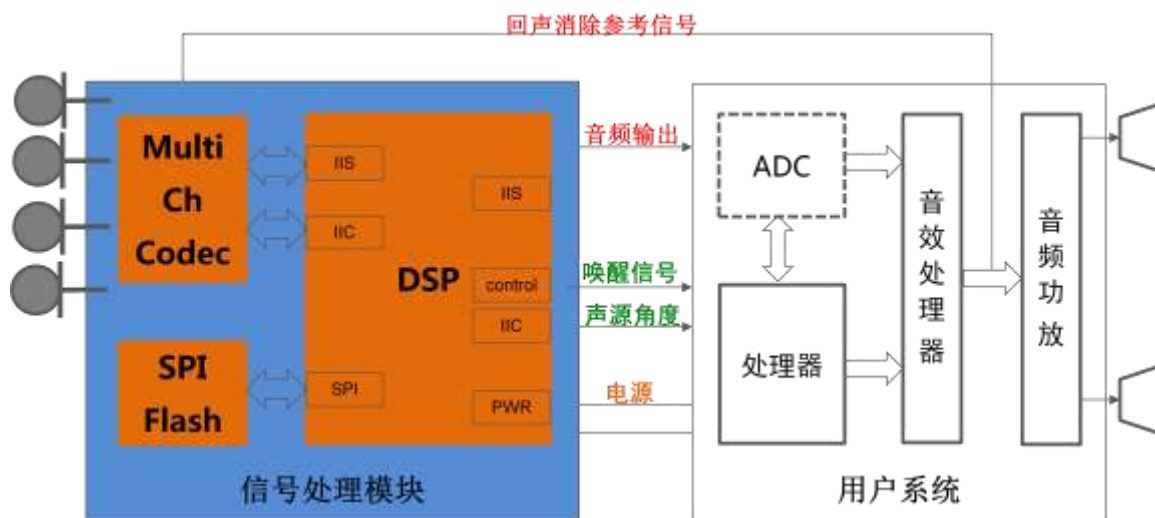 回声消除参考信号
Multi
Ch
Codec
IIS
IIC
DSP
IIS
control
IIC
SPI
PWR
SPI
Flash
信号处理模块
音频输出
唤醒信号
声源角度
电源
ADC
处理器
音效处理器
音频功放
用户系统